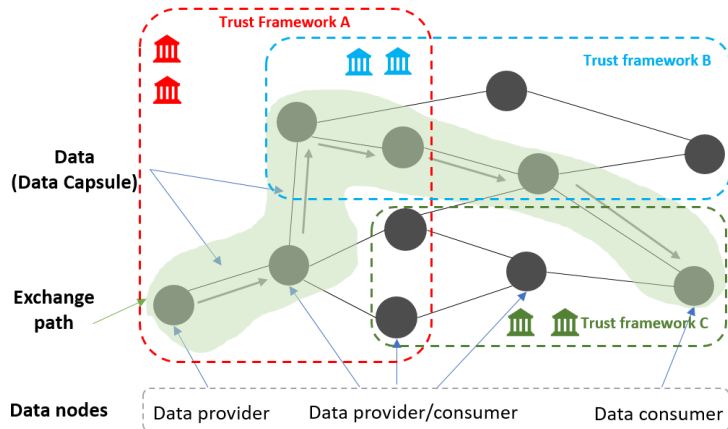 Trust Framework A
Trust framework B
Data
(Data Capsule)
Exchange
path
Trust framework C
Data nodes
Data provider
Data provider/consumer
Data consumer